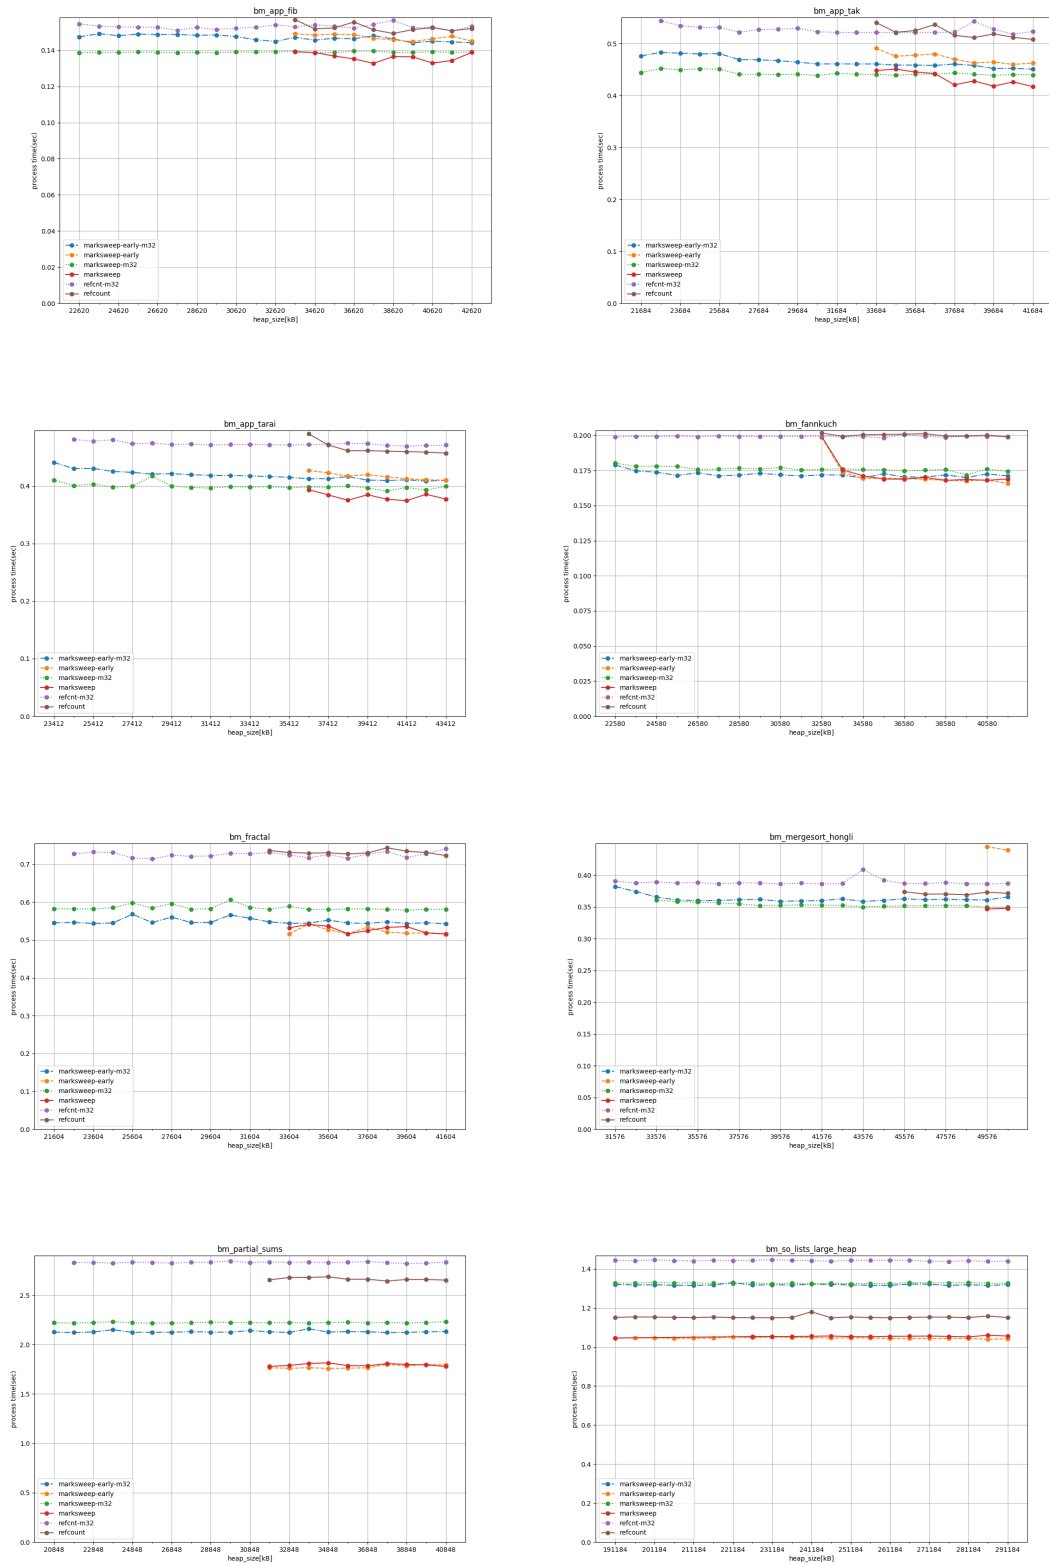 bm_app_fib
process time(sec)
0.14
0.12
0.10
0.08
0.06
0.04
0.02
0.00
marksweep-early-m32
marksweep-early
marksweep-m32
marksweep
refcnt-m32
refcount
22620 24620 26620 28620 30620 32620 34620 36620 38620 40620 42620
heap_size[kB]
bm_app_tak
process time(sec)
0.5
0.4
0.3
0.2
0.1
0.0
marksweep-early-m32
marksweep-early
marksweep-m32
marksweep
refcnt-m32
refcount
21684 23684 25684 27684 29684 31684 33684 35684 37684 39684 41684
heap_size[kB]
bm_app_tarai
process time(sec)
0.4
0.3
0.2
0.1
0.0
marksweep-early-m32
marksweep-early
marksweep-m32
marksweep
refcnt-m32
refcount
23412 25412 27412 29412 31412 33412 35412 37412 39412 41412 43412
heap_size[kB]
bm_fannkuch
process time(sec)
0.200
0.175
0.150
0.125
0.100
0.075
0.050
0.025
0.000
marksweep-early-m32
marksweep-early
marksweep-m32
marksweep
refcnt-m32
refcount
22580 24580 26580 28580 30580 32580 34580 36580 38580 40580
heap_size[kB]
bm_fractal
process time(sec)
0.7
0.6
0.5
0.4
0.3
0.2
0.1
0.0
marksweep-early-m32
marksweep-early
marksweep-m32
marksweep
refcnt-m32
refcount
21604 23604 25604 27604 29604 31604 33604 35604 37604 39604 41604
heap_size[kB]
bm_mergesort_hongli
process time(sec)
0.40
0.35
0.30
0.25
0.20
0.15
0.10
0.05
0.00
marksweep-early-m32
marksweep-early
marksweep-m32
marksweep
refcnt-m32
refcount
31576 33576 35576 37576 39576 41576 43576 45576 47576 49576
heap_size[kB]
bm_partial_sums
process time(sec)
2.5
2.0
1.5
1.0
0.5
0.0
marksweep-early-m32
marksweep-early
marksweep-m32
marksweep
refcnt-m32
refcount
20848 22848 24848 26848 28848 30848 32848 34848 36848 38848 40848
heap_size[kB]
bm_so_lists_large_heap
process time(sec)
1.4
1.2
1.0
0.8
0.6
0.4
0.2
0.0
marksweep-early-m32
marksweep-early
marksweep-m32
marksweep
refcnt-m32
refcount
191184 201184 211184 221184 231184 241184 251184 261184 271184 281184 291184
heap_size[kB]